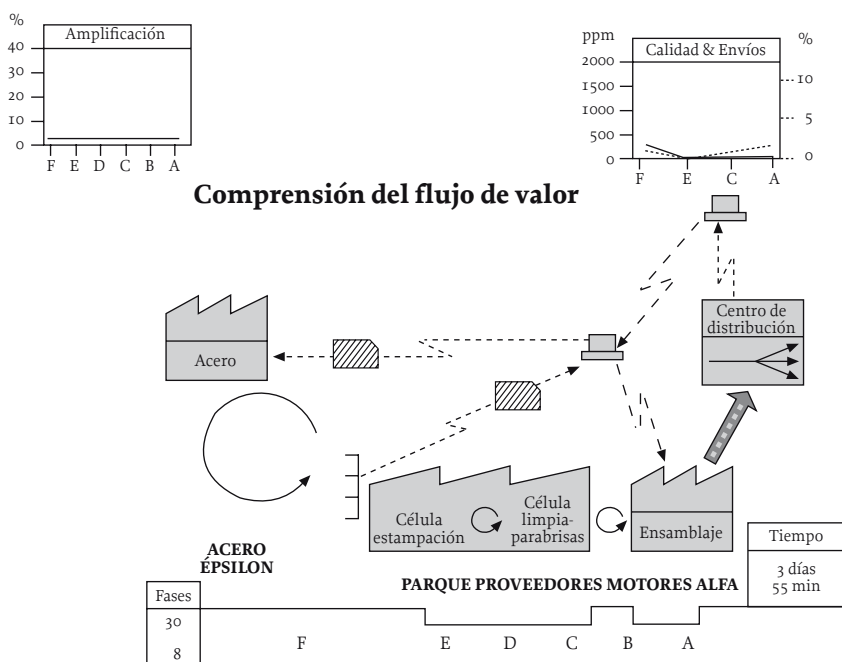 %
Amplificación
40
30
20
10
0
F E D C B A
ppm
Calidad & Envíos
%
2000
1500
1000
500
0
10
5
0
F E C A
Comprensión del flujo de valor
Acero
Centro de
distribución
Célula
estampación
Célula
limpia-
parabrisas
Ensamblaje
ACERO
ÉPSILON
PARQUE PROVEEDORES MOTORES ALFA
Tiempo
3 días
55 min
Fases
30
8
F E D C B A